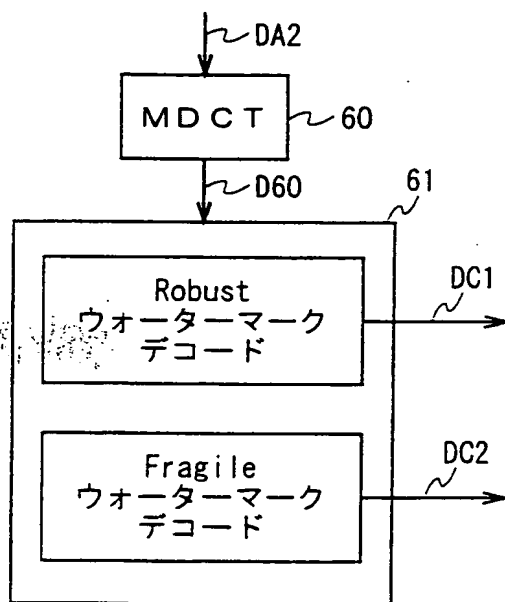 DA2
MDCT
60
D60
61
Robust
ウォーターマーク
デコード
DC1
Fragile
ウォーターマーク
デコード
DC2